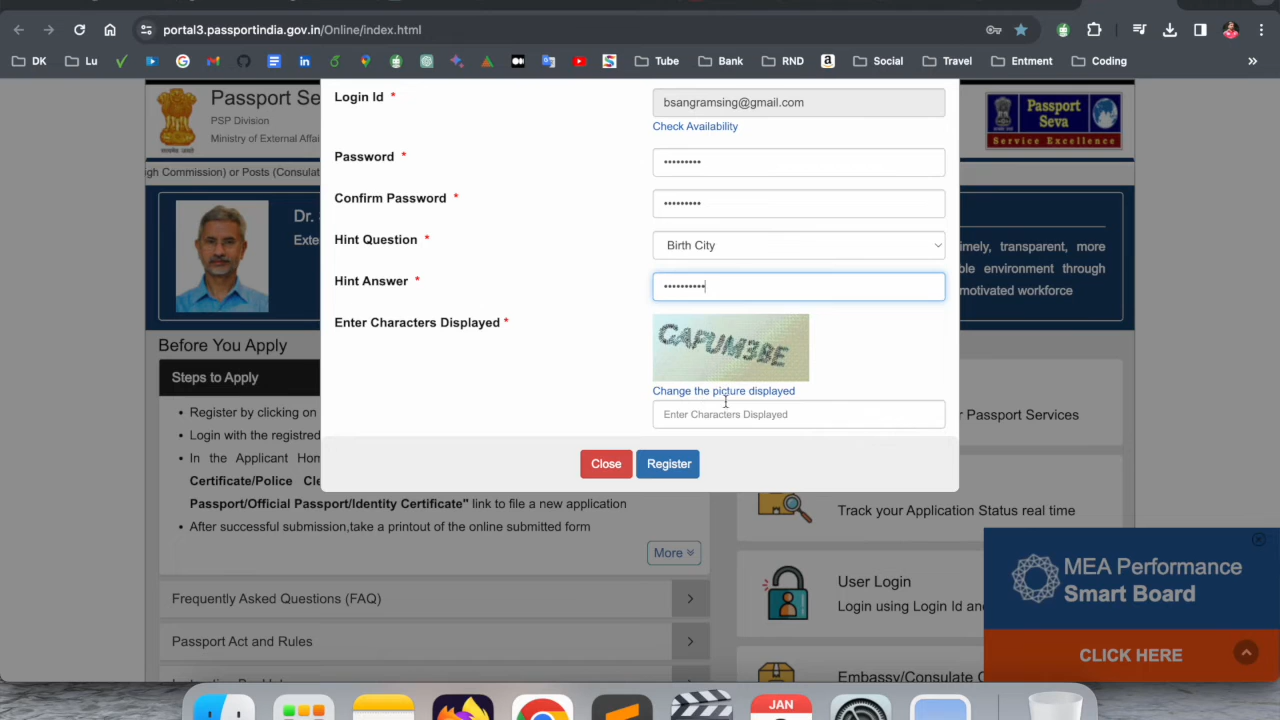 portal3.passportindia.gov.in/Online/index.html
DK
Lu
Tube
Bank
RND
Social
Travel
Entment
Coding
Passport Se
PSP Division
Ministry of External Affai
gh Commission) or Posts (Consulat
Passport
Seva
Service Excellence
Login Id *
bsangramsing@gmail.com
Check Availability
Password *
•••••••••
Confirm Password *
•••••••••
Hint Question *
Birth City
Hint Answer *
••••••••••
Enter Characters Displayed *
GAFUM3BE
Change the picture displayed
Enter Characters Displayed
Close
Register
Dr.
Exte
imely, transparent, more
ble environment through
motivated workforce
Before You Apply
Steps to Apply
• Register by clicking on
• Login with the registred
• In the Applicant Hom
Certificate/Police Cle
Passport/Official Passport/Identity Certificate" link to file a new application
• After successful submission,take a printout of the online submitted form
More
Frequently Asked Questions (FAQ)
Passport Act and Rules
r Passport Services
Track your Application Status real time
User Login
Login using Login Id an
Embassy/Consulate
MEA Performance
Smart Board
CLICK HERE
JAN